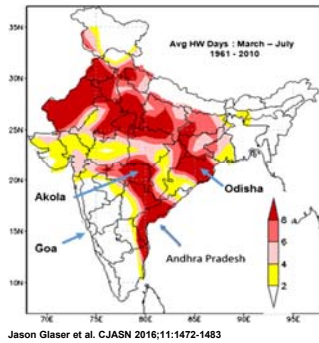 Avg HW Days : March – July
1961 - 2010
35N
30N
25N
20N
15N
10N
Akola
Goa
Odisha
Andhra Pradesh
8
6
4
2
70E
75E
80E
85E
90E
95E
Jason Glaser et al. CJASN 2016;11:1472-1483